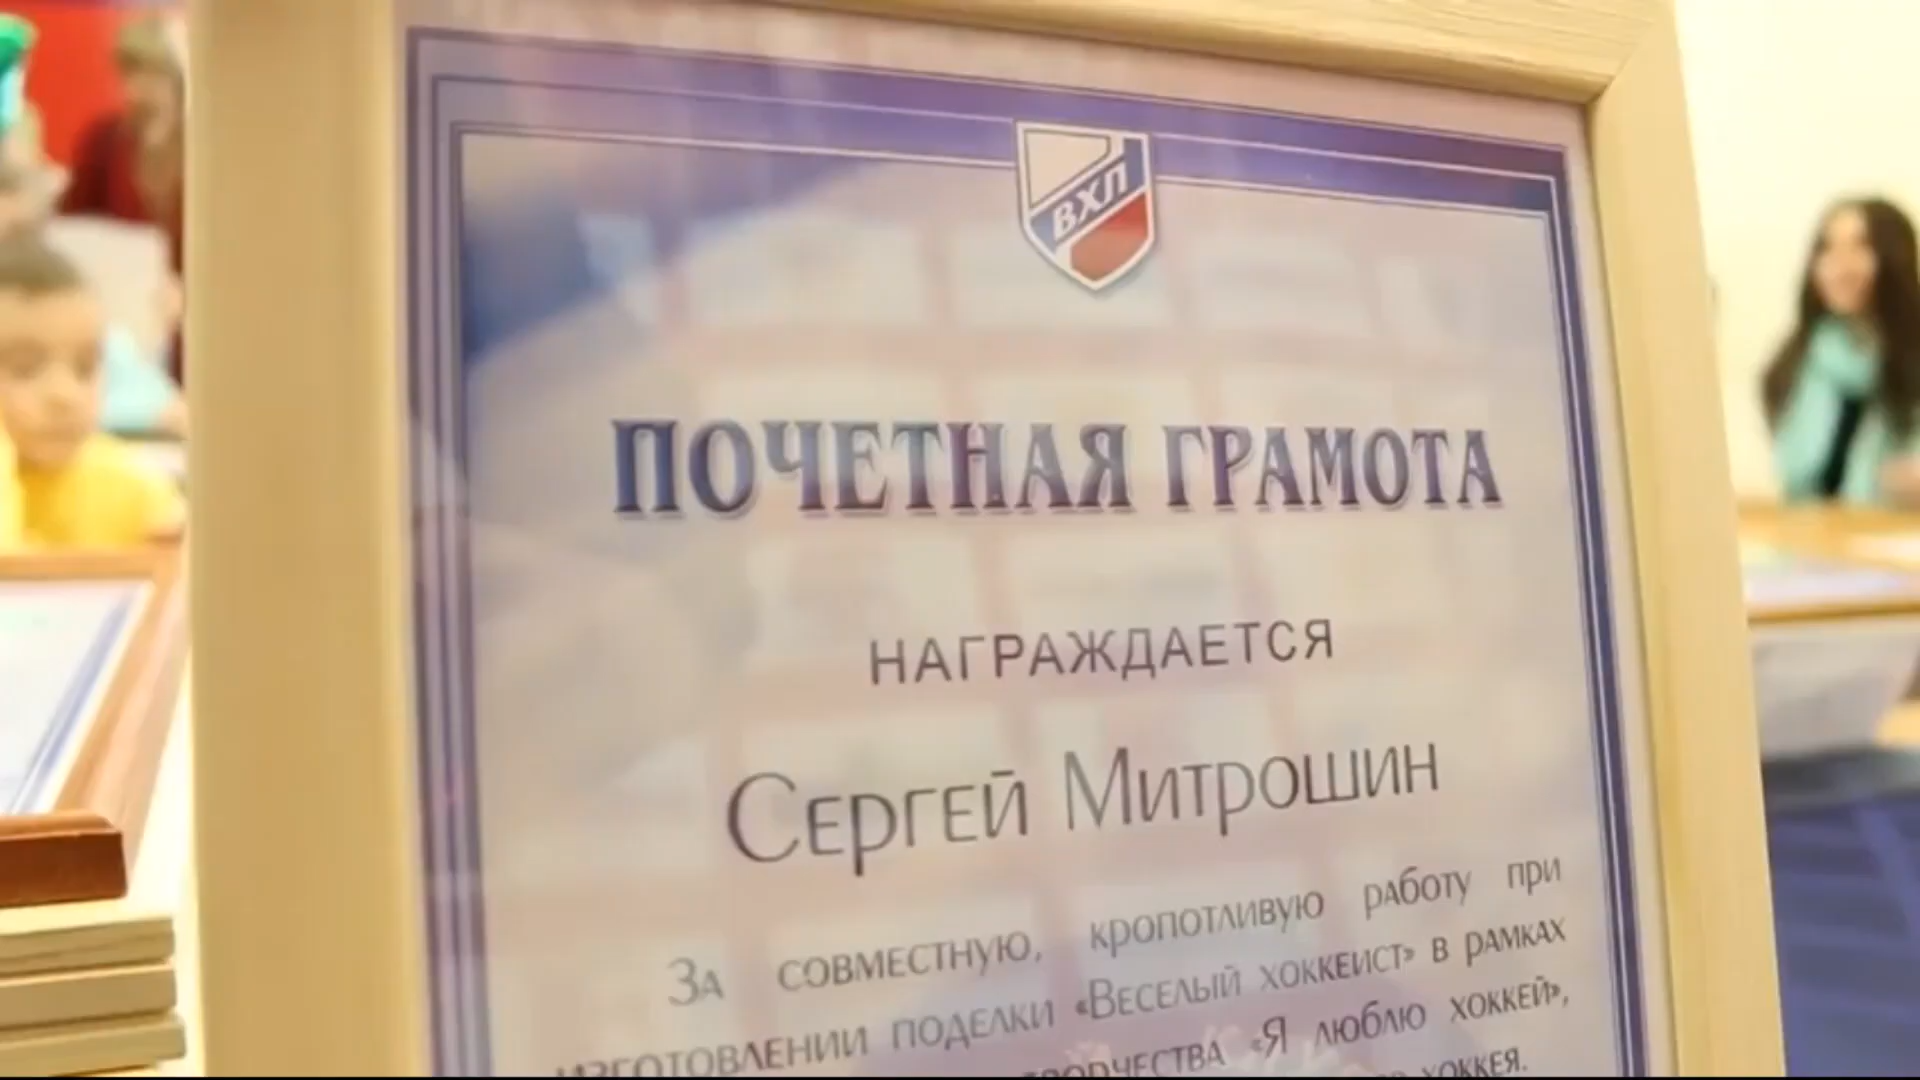 ВХЛ
ПОЧЕТНАЯ ГРАМОТА
НАГРАЖДАЕТСЯ
Сергей Митрошин
За совместную, кропотливую работу при
изготовлении поделки «Веселый хоккеист» в рамках
творчества «Я люблю хоккей»,
хоккея.